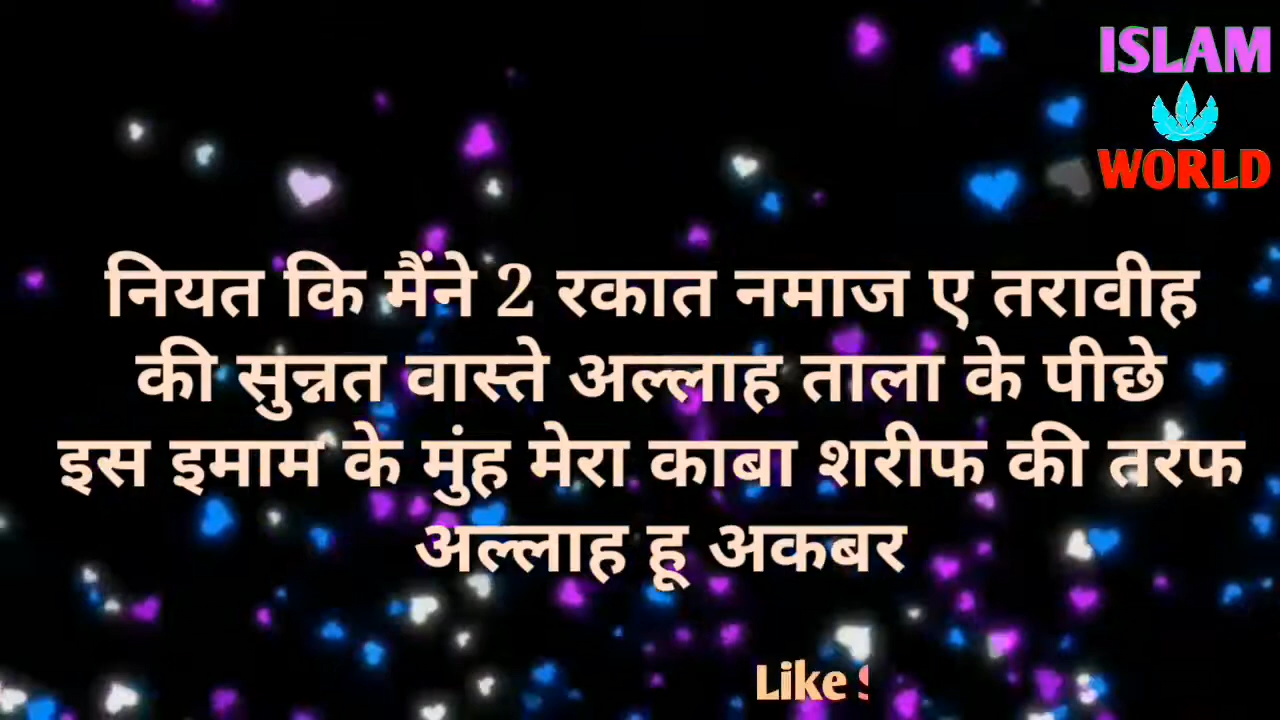 ISLAM
WORLD
नियत कि मैंने 2 रकात नमाज ए तरावीह
की सुन्नत वास्ते अल्लाह ताला के पीछे
इस इमाम के मुंह मेरा काबा शरीफ की तरफ
अल्लाह हू अकबर
Like